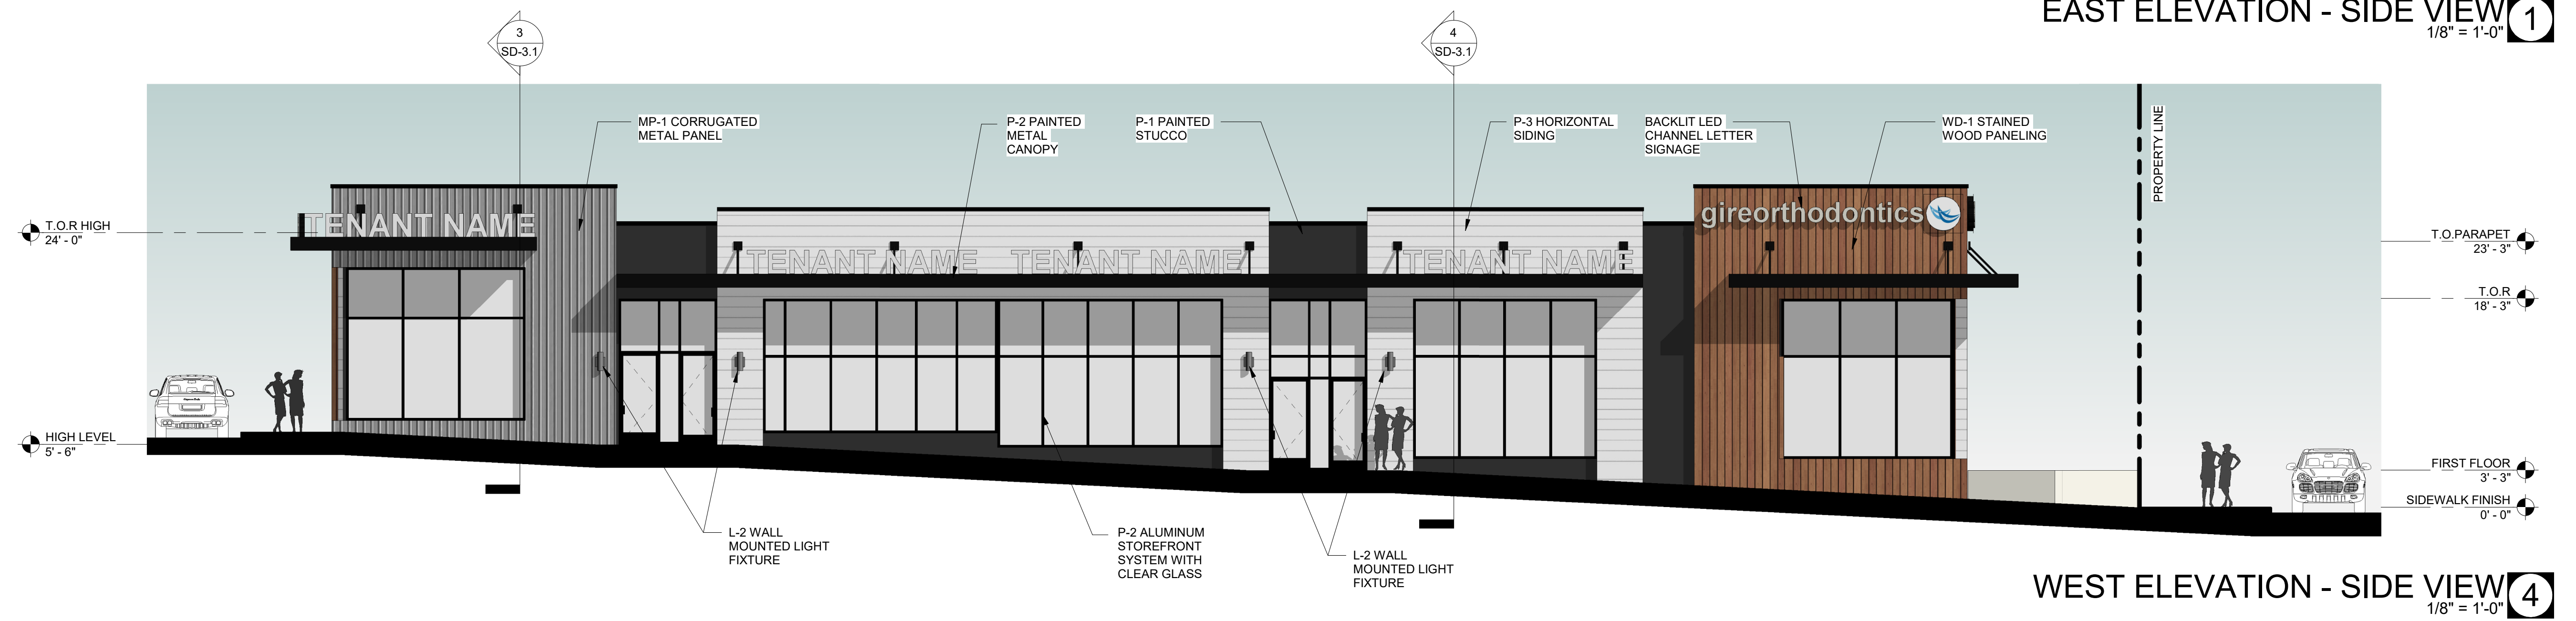 EAST ELEVATION - SIDE VIEW
1/8" = 1'-0"
1
3
SD-3.1
4
SD-3.1
MP-1 CORRUGATED
METAL PANEL
P-2 PAINTED
METAL
CANOPY
P-1 PAINTED
STUCCO
P-3 HORIZONTAL
SIDING
BACKLIT LED
CHANNEL LETTER
SIGNAGE
WD-1 STAINED
WOOD PANELING
PROPERTY LINE
T.O.R HIGH
24' - 0"
TENANT NAME
TENANT NAME
TENANT NAME
TENANT NAME
gireorthodontics
T.O.PARAPET
23' - 3"
T.O.R
18' - 3"
HIGH LEVEL
5' - 6"
FIRST FLOOR
3' - 3"
SIDEWALK FINISH
0' - 0"
L-2 WALL
MOUNTED LIGHT
FIXTURE
P-2 ALUMINUM
STOREFRONT
SYSTEM WITH
CLEAR GLASS
L-2 WALL
MOUNTED LIGHT
FIXTURE
WEST ELEVATION - SIDE VIEW
1/8" = 1'-0"
4